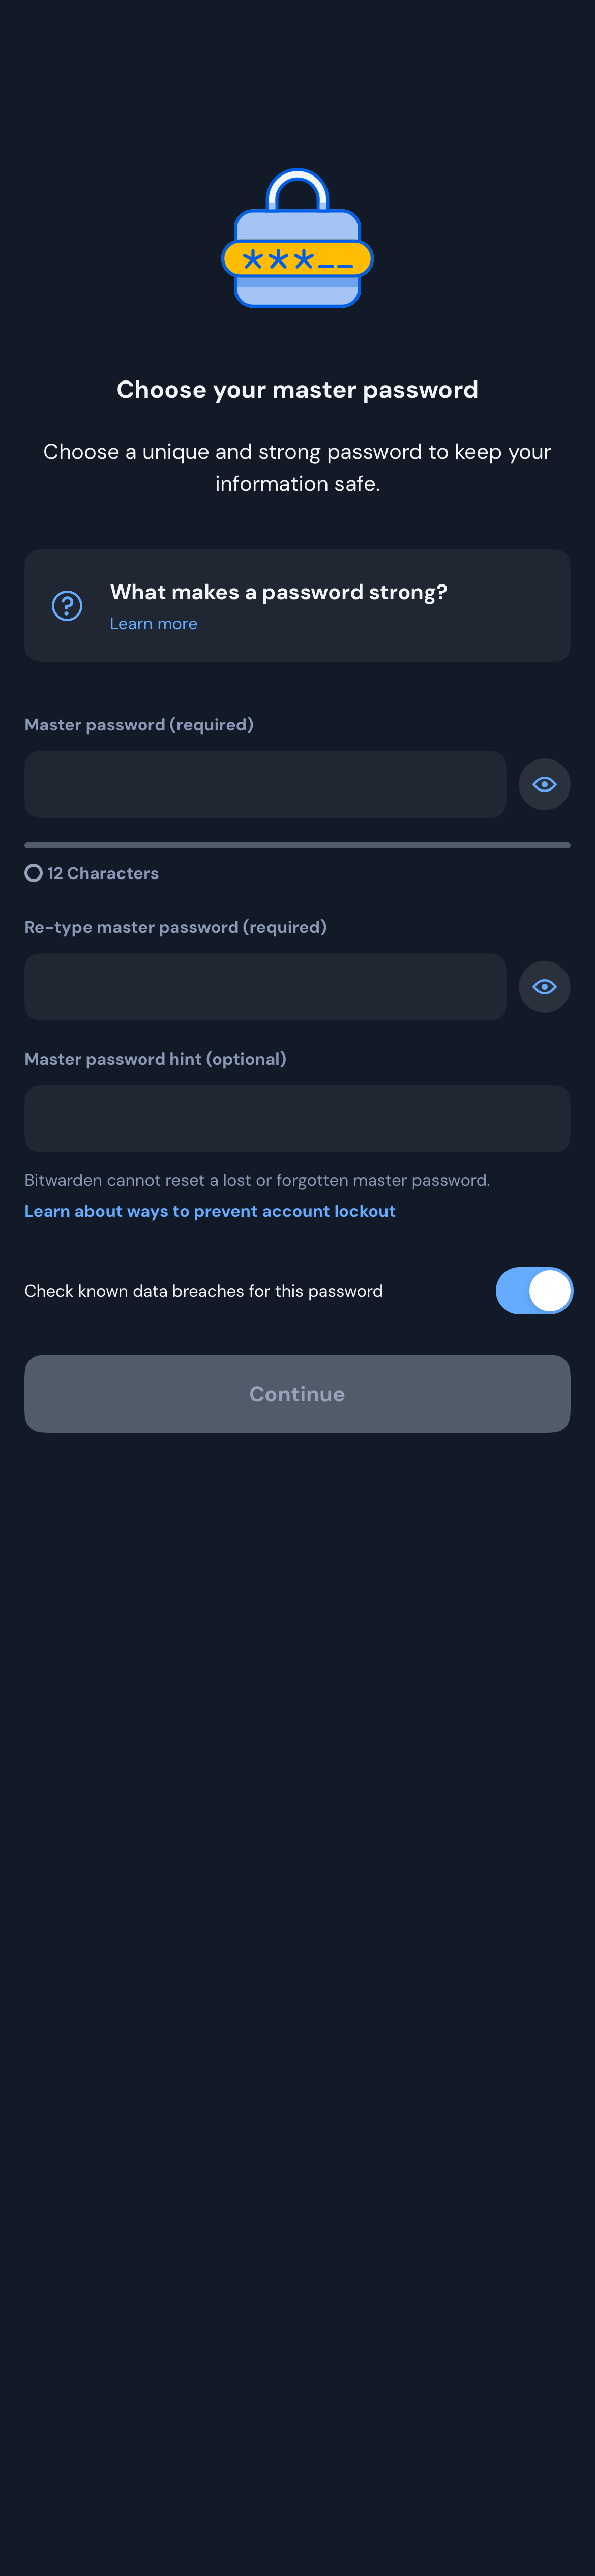 ***__
Choose your master password
Choose a unique and strong password to keep your
information safe.
What makes a password strong?
Learn more
Master password (required)
12 Characters
Re-type master password (required)
Master password hint (optional)
Bitwarden cannot reset a lost or forgotten master password.
Learn about ways to prevent account lockout
Check known data breaches for this password
Continue